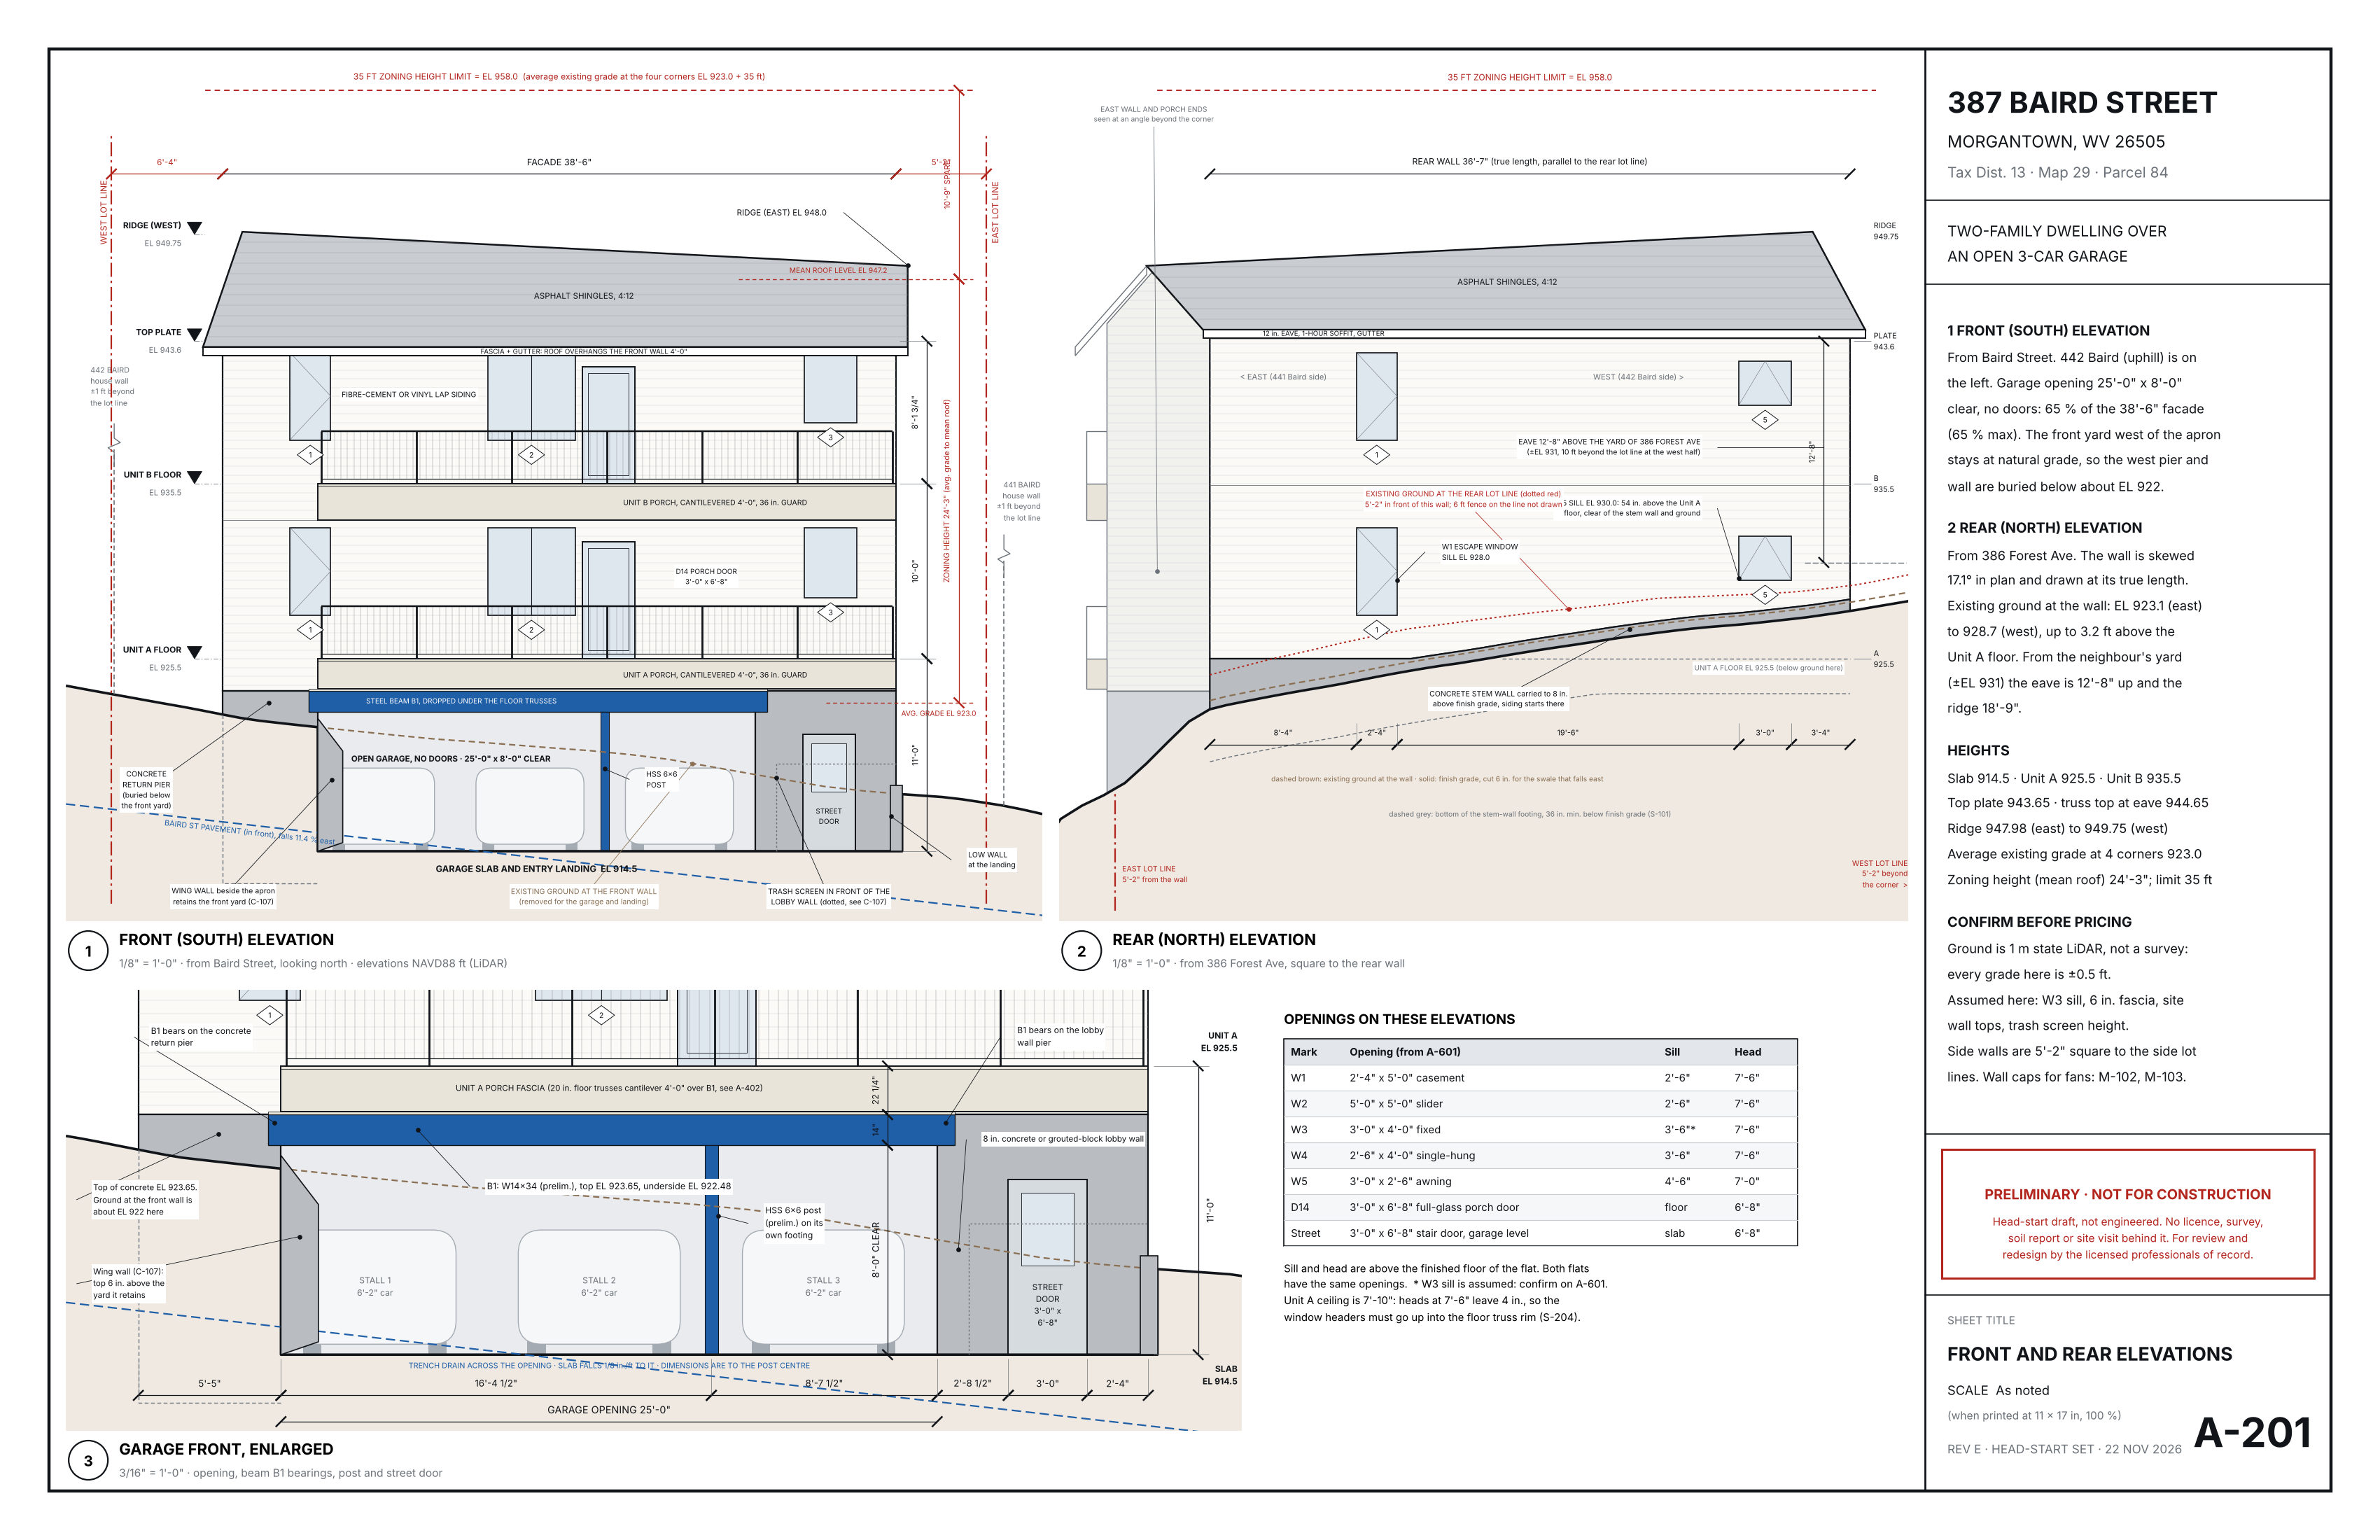 35 FT ZONING HEIGHT LIMIT = EL 958.0 (average existing grade at the four corners EL 923.0 + 35 ft)
6'-4"
FACADE 38'-6"
10'-9" SPARE
WEST LOT LINE
EAST LOT LINE
RIDGE (EAST) EL 948.0
RIDGE (WEST)
EL 949.75
MEAN ROOF LEVEL EL 947.2
ASPHALT SHINGLES, 4:12
TOP PLATE
EL 943.6
FASCIA + GUTTER: ROOF OVERHANGS THE FRONT WALL 4'-0"
442 BAIRD
house wall
±1 ft beyond
the lot line
FIBRE-CEMENT OR VINYL LAP SIDING
8'-1 3/4"
ZONING HEIGHT 24'-3" (avg. grade to mean roof)
1
2
3
UNIT B FLOOR
EL 935.5
UNIT B PORCH, CANTILEVERED 4'-0", 36 in. GUARD
441 BAIRD
house wall
±1 ft beyond
the lot line
D14 PORCH DOOR
3'-0" x 6'-8"
10'-0"
1
2
3
UNIT A FLOOR
EL 925.5
UNIT A PORCH, CANTILEVERED 4'-0", 36 in. GUARD
STEEL BEAM B1, DROPPED UNDER THE FLOOR TRUSSES
AVG. GRADE EL 923.0
OPEN GARAGE, NO DOORS · 25'-0" x 8'-0" CLEAR
11'-0"
HSS 6×6
POST
CONCRETE
RETURN PIER
(buried below
the front yard)
STREET
DOOR
BAIRD ST PAVEMENT (in front), falls 11.4 % east
LOW WALL
at the landing
GARAGE SLAB AND ENTRY LANDING EL 914.5
WING WALL beside the apron
retains the front yard (C-107)
EXISTING GROUND AT THE FRONT WALL
(removed for the garage and landing)
TRASH SCREEN IN FRONT OF THE
LOBBY WALL (dotted, see C-107)
1
FRONT (SOUTH) ELEVATION
1/8" = 1'-0" · from Baird Street, looking north · elevations NAVD88 ft (LiDAR)
35 FT ZONING HEIGHT LIMIT = EL 958.0
EAST WALL AND PORCH ENDS
seen at an angle beyond the corner
REAR WALL 36'-7" (true length, parallel to the rear lot line)
RIDGE
949.75
ASPHALT SHINGLES, 4:12
12 in. EAVE, 1-HOUR SOFFIT, GUTTER
PLATE
943.6
< EAST (441 Baird side)
WEST (442 Baird side) >
5
1
EAVE 12'-8" ABOVE THE YARD OF 386 FOREST AVE
(±EL 931, 10 ft beyond the lot line at the west half)
12'-8"
B
935.5
EXISTING GROUND AT THE REAR LOT LINE (dotted red)
5'-2" in front of this wall; 6 ft fence on the line not drawn
SILL EL 930.0: 54 in. above the Unit A
floor, clear of the stem wall and ground
W1 ESCAPE WINDOW
SILL EL 928.0
5
1
A
925.5
UNIT A FLOOR EL 925.5 (below ground here)
CONCRETE STEM WALL carried to 8 in.
above finish grade, siding starts there
8'-4"
2'-4"
19'-6"
3'-0"
3'-4"
dashed brown: existing ground at the wall · solid: finish grade, cut 6 in. for the swale that falls east
dashed grey: bottom of the stem-wall footing, 36 in. min. below finish grade (S-101)
EAST LOT LINE
5'-2" from the wall
WEST LOT LINE
5'-2" beyond
the corner >
2
REAR (NORTH) ELEVATION
1/8" = 1'-0" · from 386 Forest Ave, square to the rear wall
1
2
B1 bears on the concrete
return pier
B1 bears on the lobby
wall pier
UNIT A
EL 925.5
UNIT A PORCH FASCIA (20 in. floor trusses cantilever 4'-0" over B1, see A-402)
22 1/4"
14"
8 in. concrete or grouted-block lobby wall
Top of concrete EL 923.65.
Ground at the front wall is
about EL 922 here
B1: W14×34 (prelim.), top EL 923.65, underside EL 922.48
HSS 6×6 post
(prelim.) on its
own footing
8'-0" CLEAR
11'-0"
Wing wall (C-107):
top 6 in. above the
yard it retains
STALL 1
6'-2" car
STALL 2
6'-2" car
STALL 3
6'-2" car
STREET
DOOR
3'-0" x
6'-8"
TRENCH DRAIN ACROSS THE OPENING · SLAB FALLS 1/8 in./ft TO IT · DIMENSIONS ARE TO THE POST CENTRE
SLAB
EL 914.5
5'-5"
16'-4 1/2"
8'-7 1/2"
2'-8 1/2"
3'-0"
2'-4"
GARAGE OPENING 25'-0"
3
GARAGE FRONT, ENLARGED
3/16" = 1'-0" · opening, beam B1 bearings, post and street door
OPENINGS ON THESE ELEVATIONS
Mark Opening (from A-601) Sill Head
W1 2'-4" x 5'-0" casement 2'-6" 7'-6"
W2 5'-0" x 5'-0" slider 2'-6" 7'-6"
W3 3'-0" x 4'-0" fixed 3'-6"* 7'-6"
W4 2'-6" x 4'-0" single-hung 3'-6" 7'-6"
W5 3'-0" x 2'-6" awning 4'-6" 7'-0"
D14 3'-0" x 6'-8" full-glass porch door floor 6'-8"
Street 3'-0" x 6'-8" stair door, garage level slab 6'-8"
Sill and head are above the finished floor of the flat. Both flats
have the same openings. * W3 sill is assumed: confirm on A-601.
Unit A ceiling is 7'-10": heads at 7'-6" leave 4 in., so the
window headers must go up into the floor truss rim (S-204).
387 BAIRD STREET
MORGANTOWN, WV 26505
Tax Dist. 13 · Map 29 · Parcel 84
TWO-FAMILY DWELLING OVER
AN OPEN 3-CAR GARAGE
1 FRONT (SOUTH) ELEVATION
From Baird Street. 442 Baird (uphill) is on
the left. Garage opening 25'-0" x 8'-0"
clear, no doors: 65 % of the 38'-6" facade
(65 % max). The front yard west of the apron
stays at natural grade, so the west pier and
wall are buried below about EL 922.
2 REAR (NORTH) ELEVATION
From 386 Forest Ave. The wall is skewed
17.1° in plan and drawn at its true length.
Existing ground at the wall: EL 923.1 (east)
to 928.7 (west), up to 3.2 ft above the
Unit A floor. From the neighbour's yard
(±EL 931) the eave is 12'-8" up and the
ridge 18'-9".
HEIGHTS
Slab 914.5 · Unit A 925.5 · Unit B 935.5
Top plate 943.65 · truss top at eave 944.65
Ridge 947.98 (east) to 949.75 (west)
Average existing grade at 4 corners 923.0
Zoning height (mean roof) 24'-3"; limit 35 ft
CONFIRM BEFORE PRICING
Ground is 1 m state LiDAR, not a survey:
every grade here is ±0.5 ft.
Assumed here: W3 sill, 6 in. fascia, site
wall tops, trash screen height.
Side walls are 5'-2" square to the side lot
lines. Wall caps for fans: M-102, M-103.
PRELIMINARY · NOT FOR CONSTRUCTION
Head-start draft, not engineered. No licence, survey,
soil report or site visit behind it. For review and
redesign by the licensed professionals of record.
SHEET TITLE
FRONT AND REAR ELEVATIONS
SCALE As noted
(when printed at 11 × 17 in, 100 %)
REV E · HEAD-START SET · 22 NOV 2026
A-201